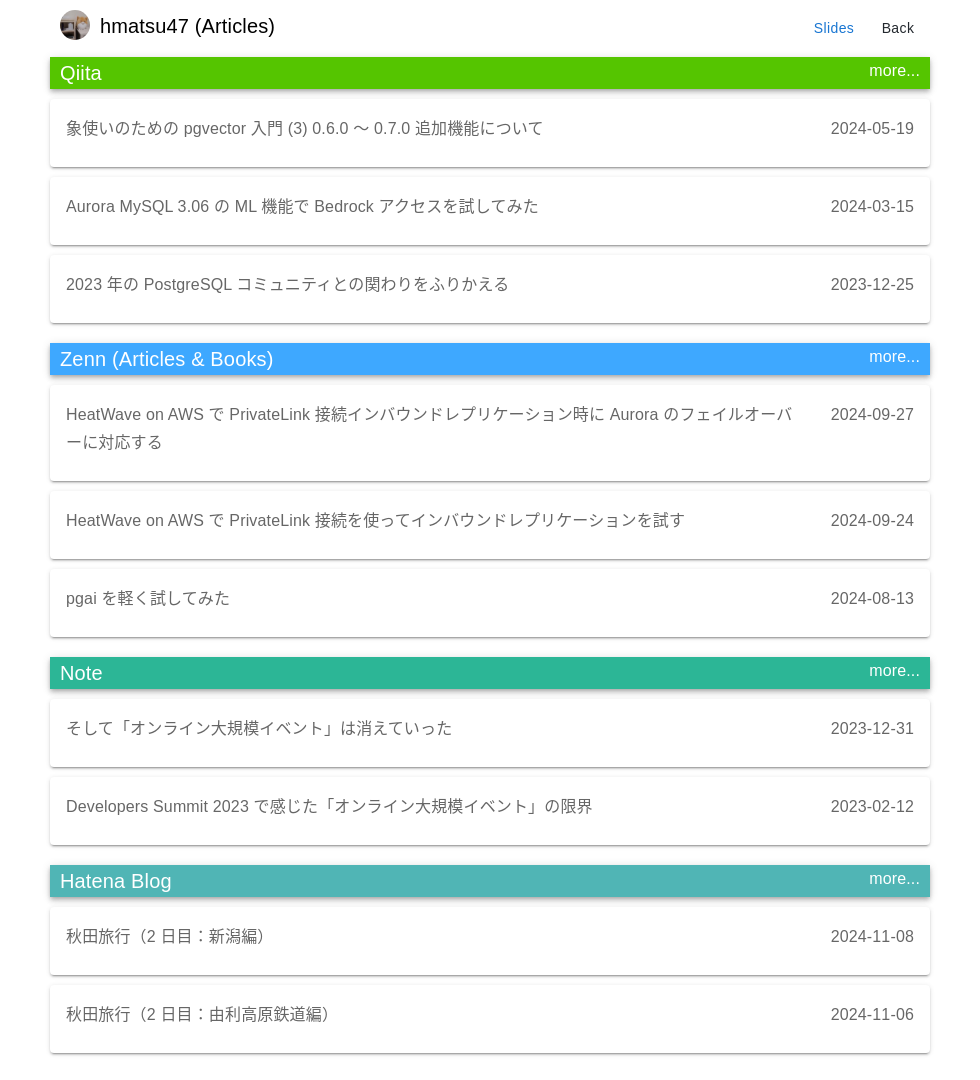 hmatsu47 (Articles)
Slides
Back
Qiita
more...
象使いのための pgvector 入門 (3) 0.6.0 〜 0.7.0 追加機能について
2024-05-19
Aurora MySQL 3.06 の ML 機能で Bedrock アクセスを試してみた
2024-03-15
2023 年の PostgreSQL コミュニティとの関わりをふりかえる
2023-12-25
Zenn (Articles & Books)
more...
HeatWave on AWS で PrivateLink 接続インバウンドレプリケーション時に Aurora のフェイルオーバ
ーに対応する
2024-09-27
HeatWave on AWS で PrivateLink 接続を使ってインバウンドレプリケーションを試す
2024-09-24
pgai を軽く試してみた
2024-08-13
Note
more...
そして「オンライン大規模イベント」は消えていった
2023-12-31
Developers Summit 2023 で感じた「オンライン大規模イベント」の限界
2023-02-12
Hatena Blog
more...
秋田旅行（2 日目：新潟編）
2024-11-08
秋田旅行（2 日目：由利高原鉄道編）
2024-11-06